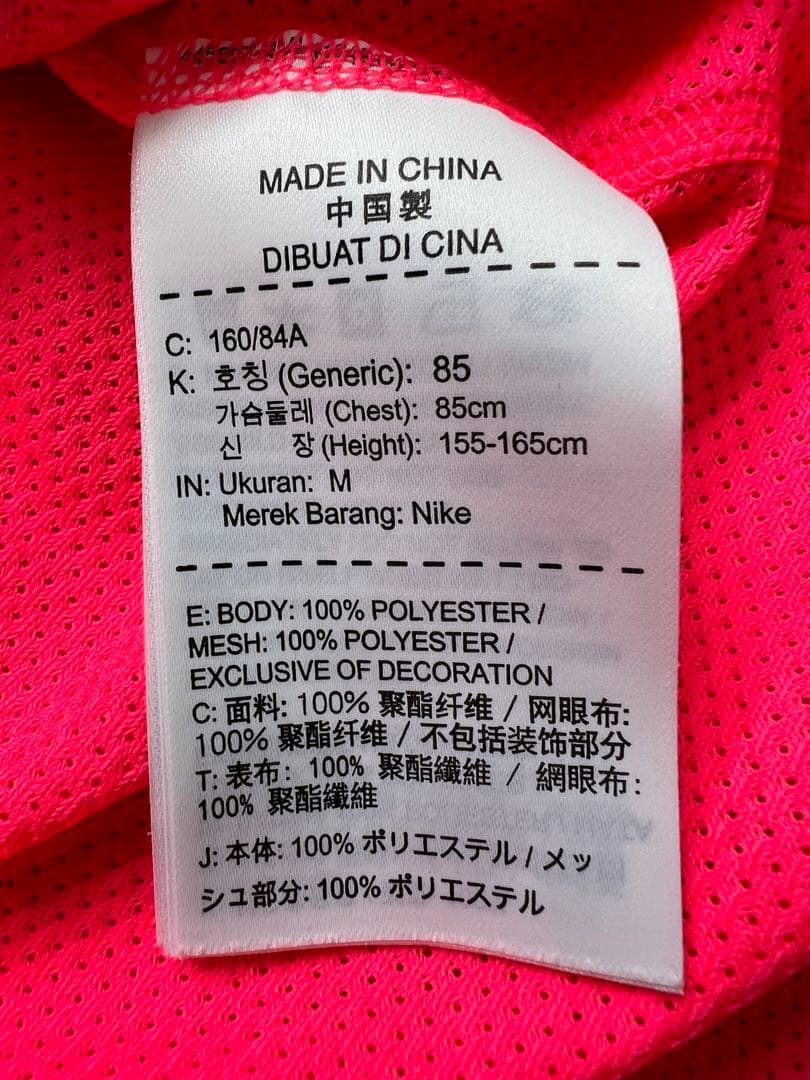 MADE IN CHINA
中国製
DIBUAT DI CINA
C: 160/84A
K: 호칭 (Generic): 85
가슴둘레 (Chest): 85cm
신 장 (Height): 155-165cm
IN: Ukuran: M
Merek Barang: Nike
E: BODY: 100% POLYESTER /
MESH: 100% POLYESTER /
EXCLUSIVE OF DECORATION
C: 面料: 100% 聚酯纤维 / 网眼布:
100% 聚酯纤维 / 不包括装饰部分
T: 表布: 100% 聚酯纖維 / 網眼布:
100% 聚酯纖維
J: 本体: 100% ポリエステル / メッ
シュ部分: 100% ポリエステル